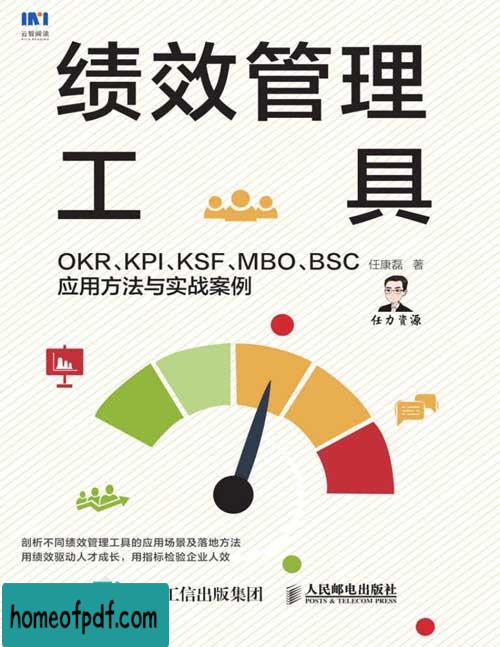 云智阅读
绩效管理
工具
OKR、KPI、KSF、MBO、BSC 任康磊 著
应用方法与实战案例
任力资源
剖析不同绩效管理工具的应用场景及落地方法
用绩效驱动人才成长，用指标检验企业人效
工信出版集团
人民邮电出版社
POSTS & TELECOM PRESS
homeofpdf.com